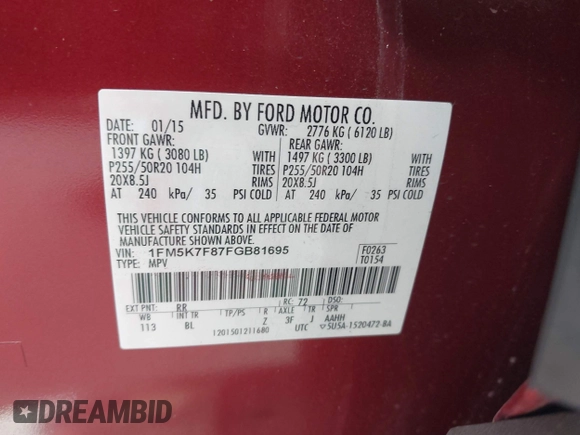 MFD. BY FORD MOTOR CO.
DATE: 01/15 GVWR: 2776 KG ( 6120 LB)
FRONT GAWR: REAR GAWR:
1397 KG ( 3080 LB) WITH 1497 KG ( 3300 LB) WITH
P255/50R20 104H TIRES P255/50R20 104H TIRES
20X8.5J RIMS 20X8.5J RIMS
AT 240 kPa/ 35 PSI COLD AT 240 kPa/ 35 PSI COLD
THIS VEHICLE CONFORMS TO ALL APPLICABLE FEDERAL MOTOR
VEHICLE SAFETY STANDARDS IN EFFECT ON THE DATE OF
MANUFACTURE SHOWN ABOVE.
VIN: 1FM5K7F87FGB81695 F0263
TYPE: MPV T0154
EXT PNT: RR RC: 72 DSO:
WB INT TR TP/PS R AXLE TR SPR
113 BL Z 3F J AAHH
1201501211680 UTC 5U5A-1520472-BA
DREAMBID